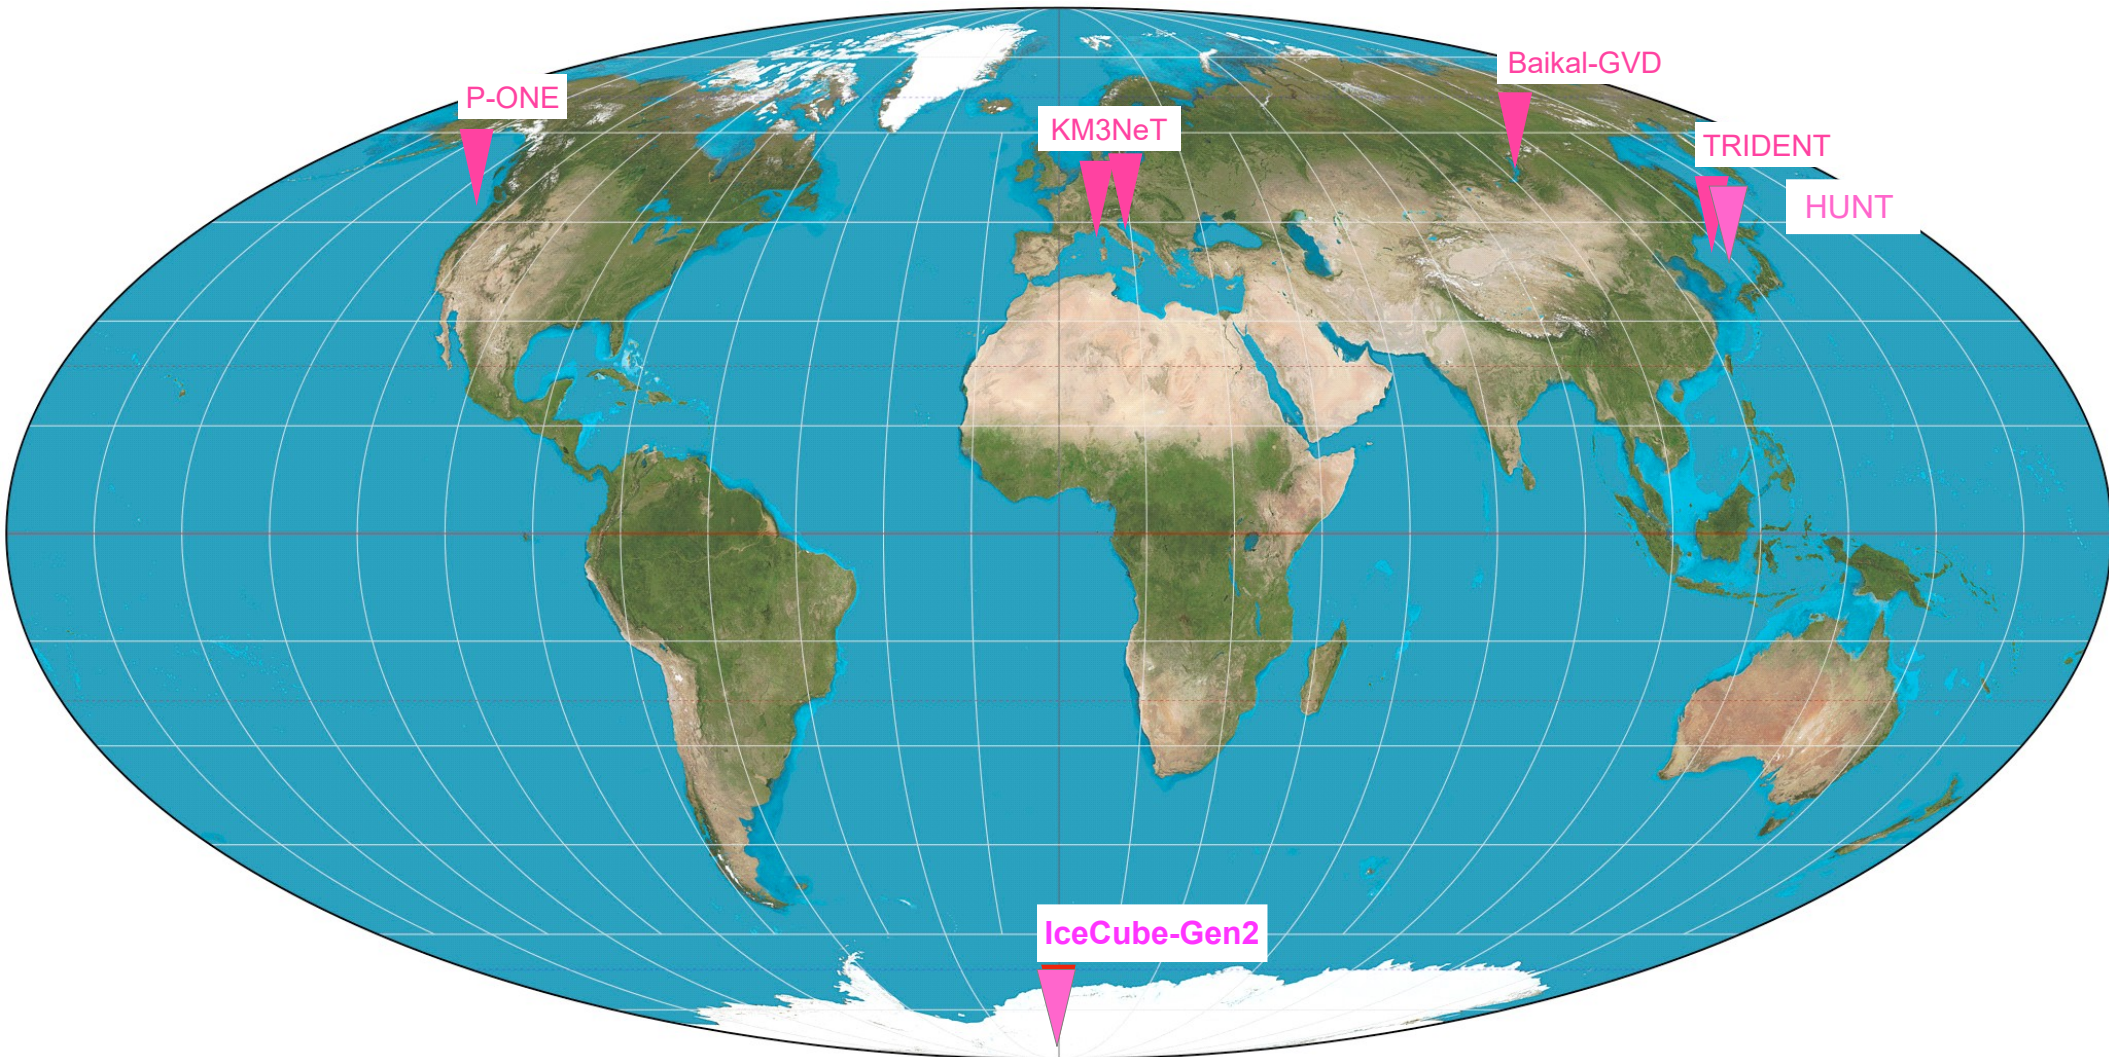 Baikal-GVD
P-ONE
KM3NeT
TRIDENT
HUNT
IceCube-Gen2